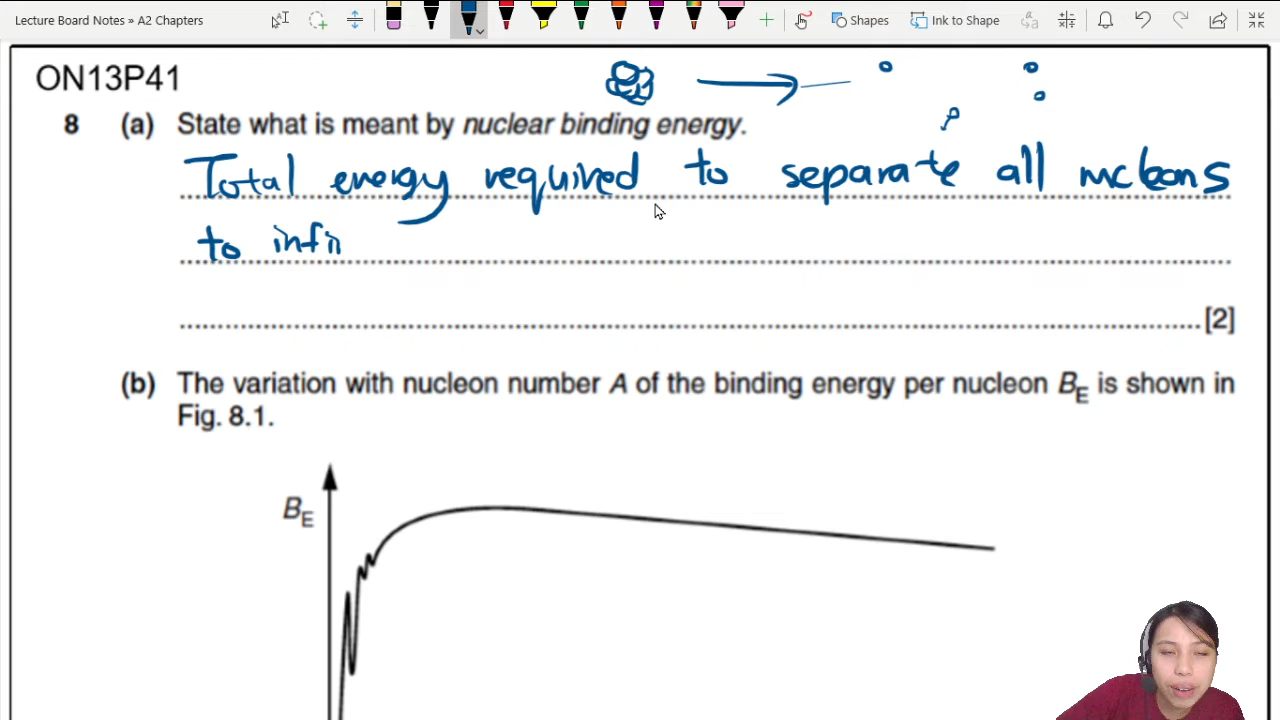 Lecture Board Notes » A2 Chapters
Shapes
Ink to Shape
ON13P41
8 (a) State what is meant by nuclear binding energy.
Total energy required to separate all nucleons
to infi
[2]
(b) The variation with nucleon number A of the binding energy per nucleon BE is shown in
Fig. 8.1.
BE